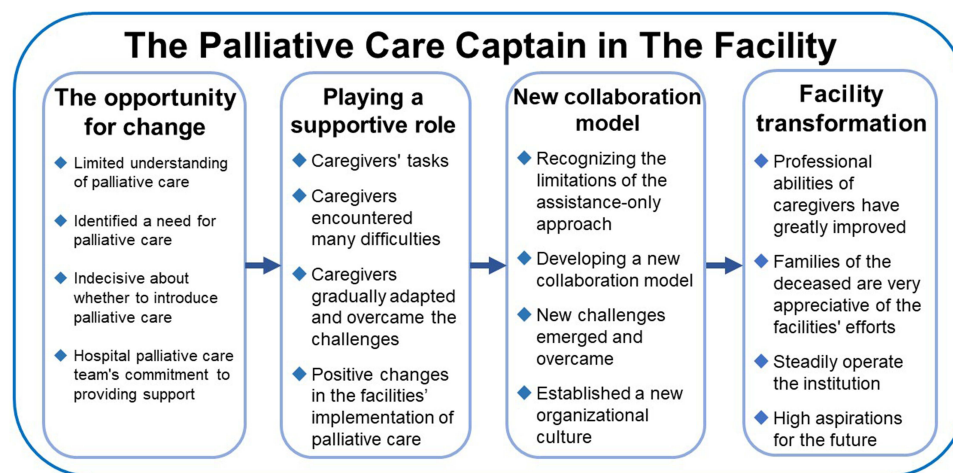 The Palliative Care Captain in The Facility
The opportunity
for change
Limited understanding
of palliative care
Identified a need for
palliative care
Indecisive about
whether to introduce
palliative care
Hospital palliative care
team's commitment to
providing support
Playing a
supportive role
Caregivers' tasks
Caregivers
encountered
many difficulties
Caregivers
gradually adapted
and overcame the
challenges
Positive changes
in the facilities’
implementation of
palliative care
New collaboration
model
Recognizing the
limitations of the
assistance-only
approach
Developing a new
collaboration model
New challenges
emerged and
overcame
Established a new
organizational
culture
Facility
transformation
Professional
abilities of
caregivers have
greatly improved
Families of the
deceased are very
appreciative of the
facilities' efforts
Steadily operate
the institution
High aspirations
for the future